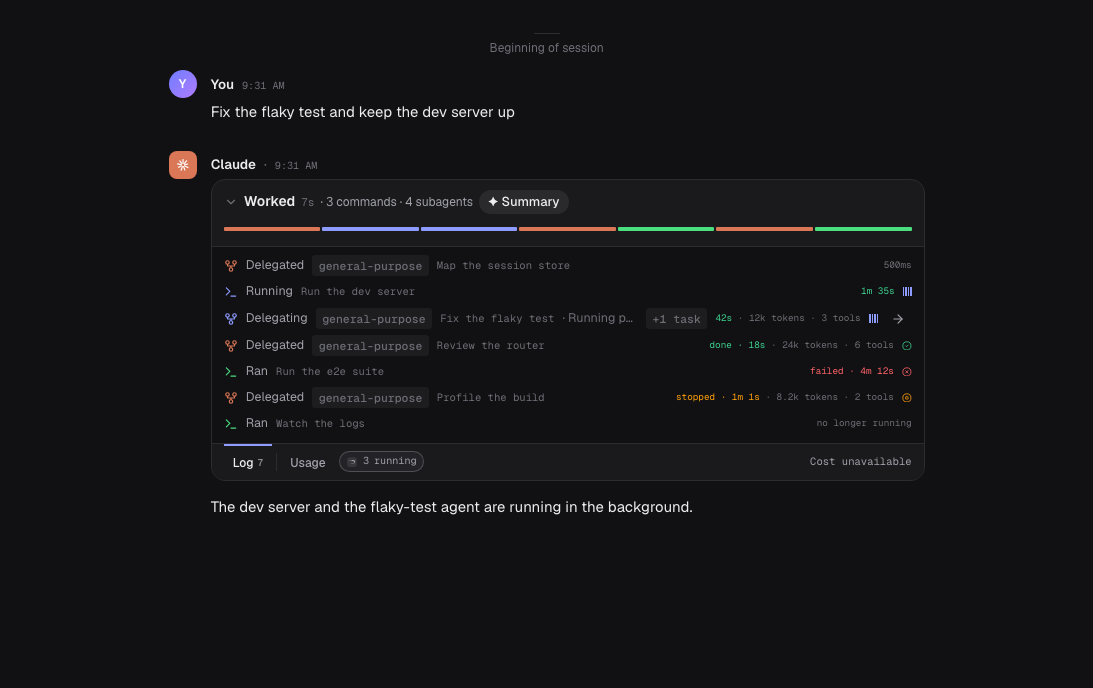 Beginning of session
Y You 9:31 AM
Fix the flaky test and keep the dev server up
Claude · 9:31 AM
Worked 7s · 3 commands · 4 subagents Summary
Delegated general-purpose Map the session store 500ms
Running Run the dev server 1m 35s
Delegating general-purpose Fix the flaky test · Running p… +1 task 42s · 12k tokens · 3 tools
Delegated general-purpose Review the router done · 18s · 24k tokens · 6 tools
Ran Run the e2e suite failed · 4m 12s
Delegated general-purpose Profile the build stopped · 1m 1s · 8.2k tokens · 2 tools
Ran Watch the logs no longer running
Log 7 Usage 3 running Cost unavailable
The dev server and the flaky-test agent are running in the background.